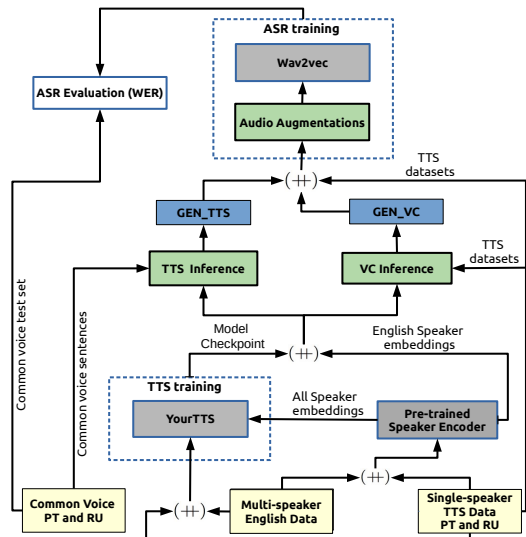 ASR training
Wav2vec
ASR Evaluation (WER)
Audio Augmentations
TTS
datasets
(++)
GEN_TTS
GEN_VC
TTS Inference
VC Inference
TTS
datasets
Common voice test set
Common voice sentences
Model
Checkpoint
(++)
English Speaker
embeddings
TTS training
YourTTS
All Speaker
embeddings
Pre-trained
Speaker Encoder
(++)
Common Voice
PT and RU
(++)
Multi-speaker
English Data
Single-speaker
TTS Data
PT and RU